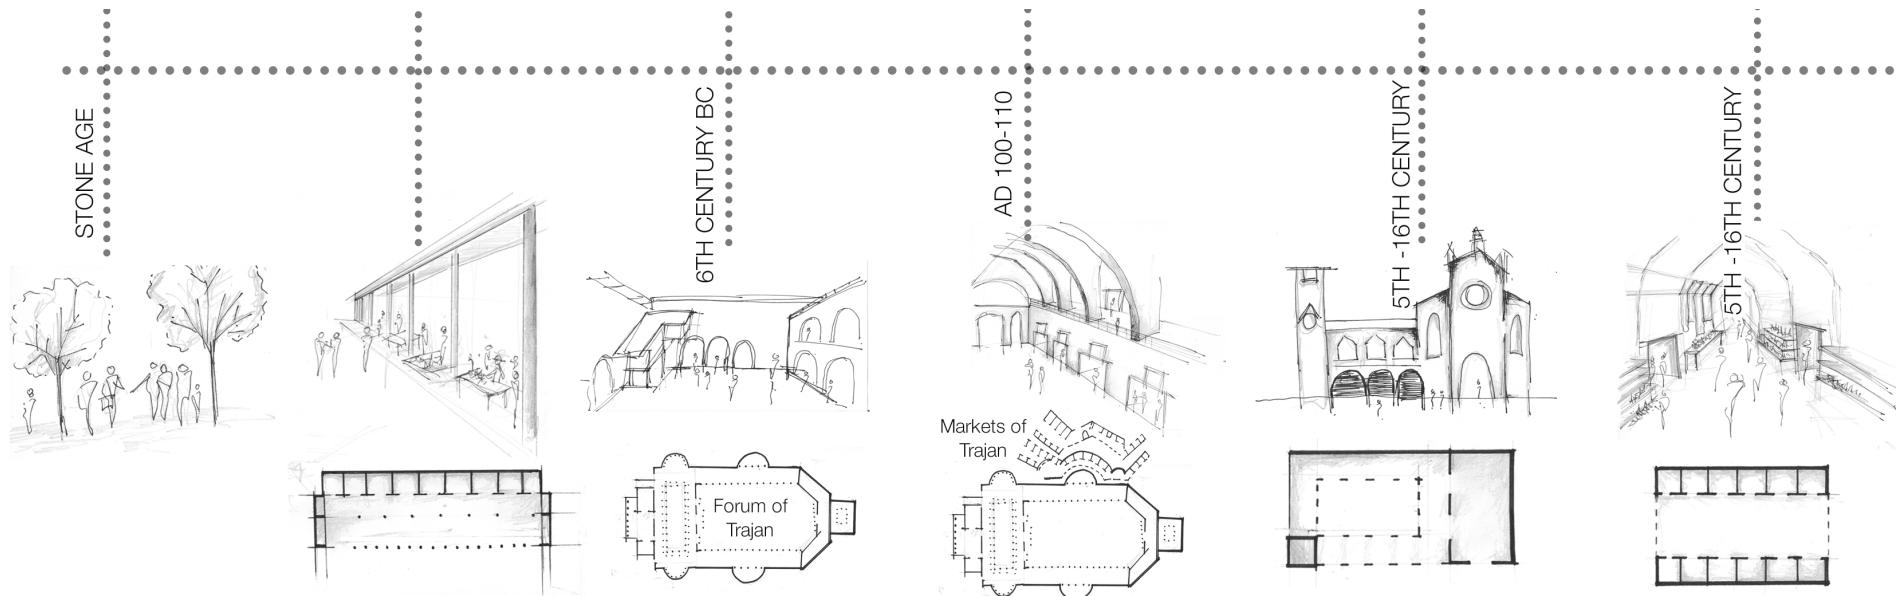 STONE AGE
6TH CENTURY BC
AD 100-110
5TH -16TH CENTURY
5TH -16TH CENTURY
Forum of
Trajan
Markets of
Trajan